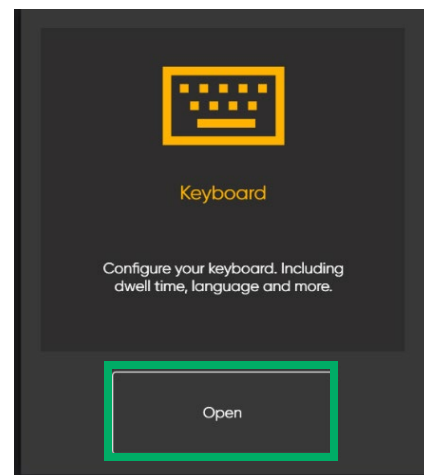 Keyboard
Configure your keyboard. Including
dwell time, language and more.
Open